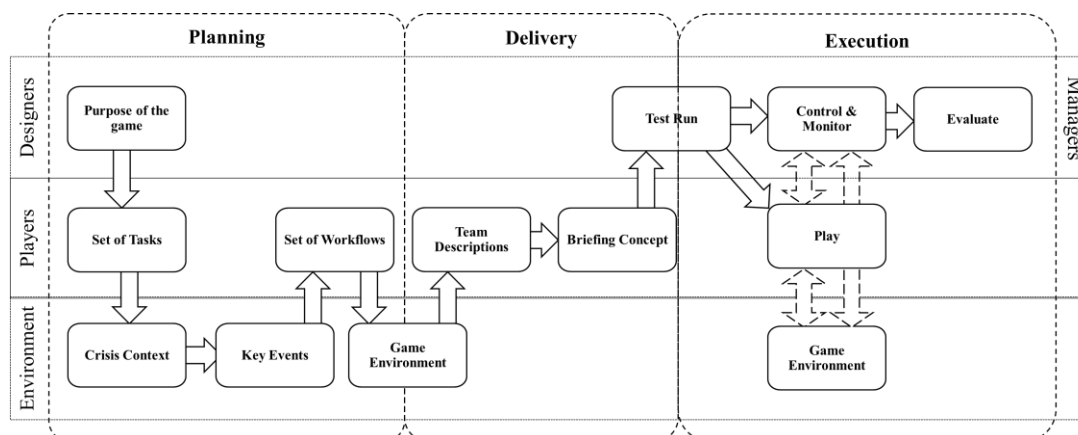 Planning
Delivery
Execution
Designers
Managers
Purpose of the
game
Test Run
Control &
Monitor
Evaluate
Players
Set of Tasks
Set of Workflows
Team
Descriptions
Briefing Concept
Play
Environment
Crisis Context
Key Events
Game
Environment
Game
Environment